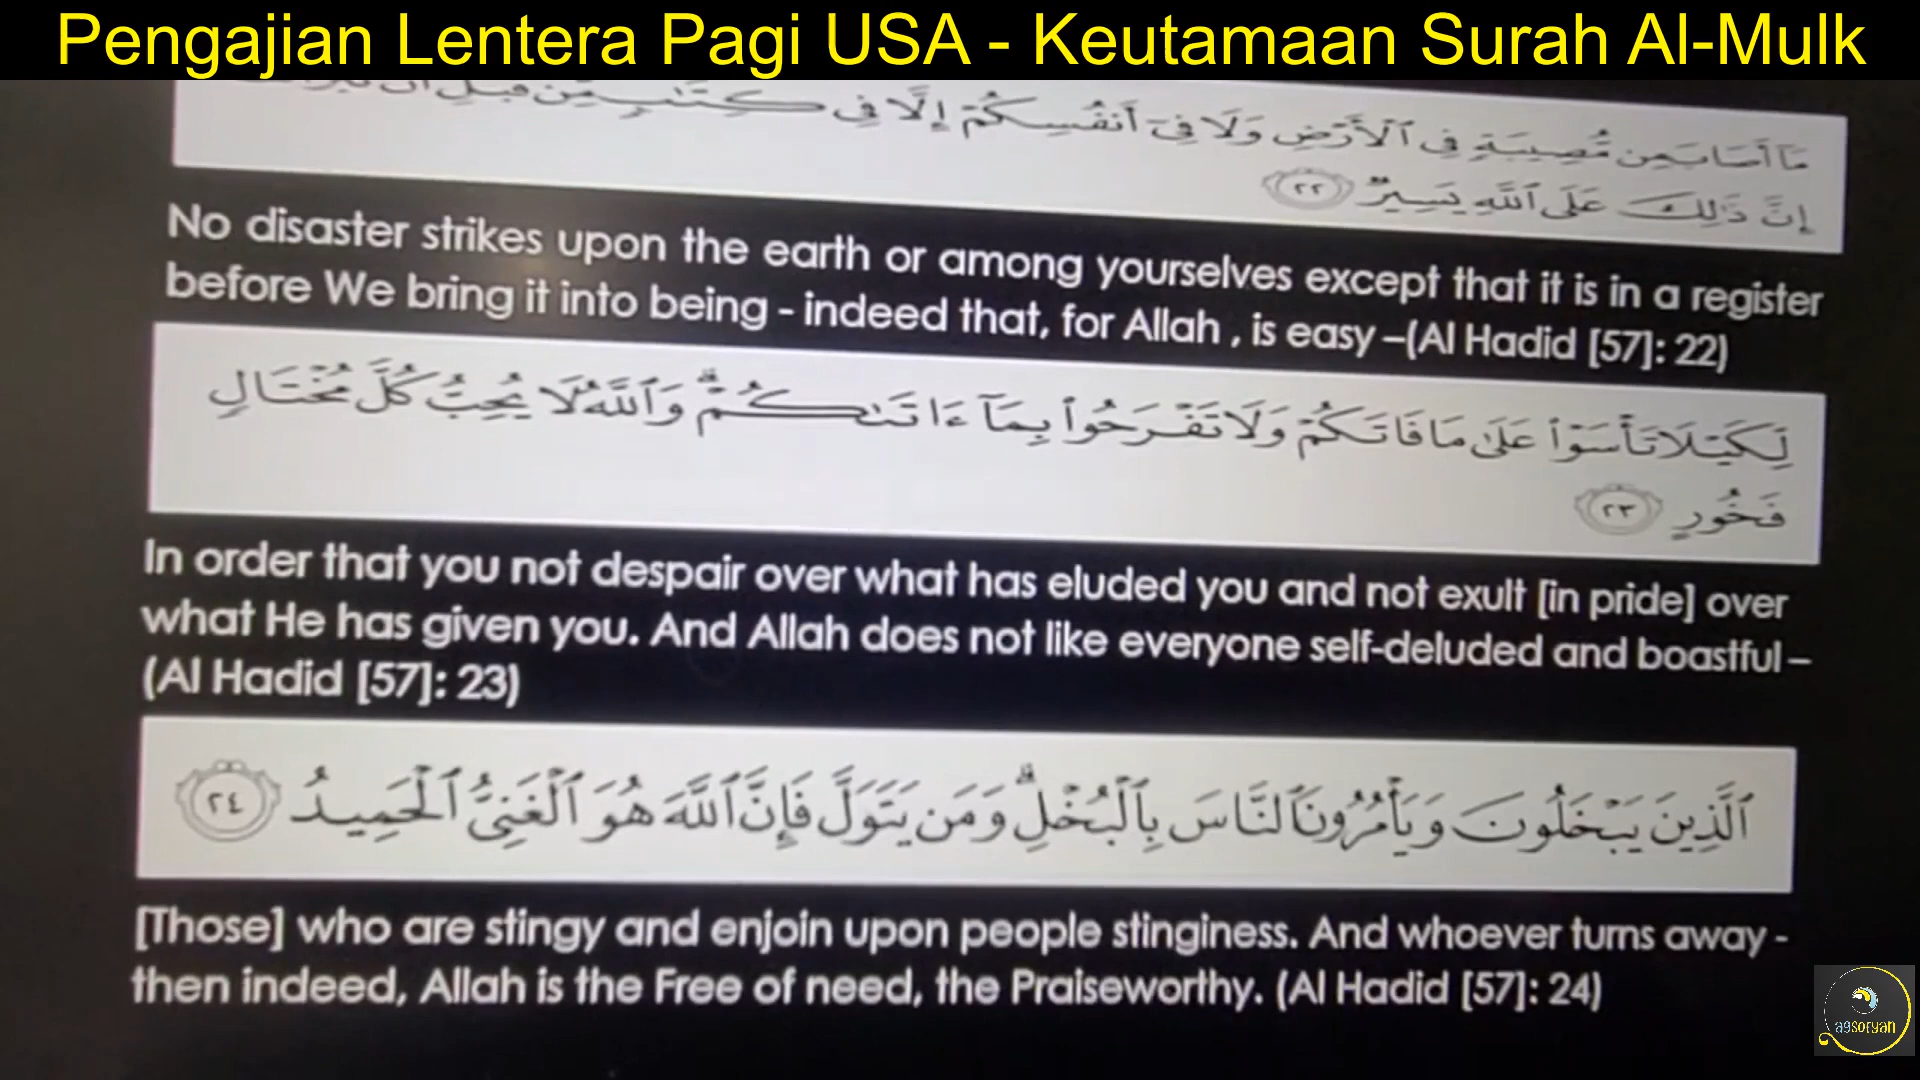 Pengajian Lentera Pagi USA - Keutamaan Surah Al-Mulk
مَآ أَصَابَ مِن مُّصِيبَةٍ فِى ٱلْأَرْضِ وَلَا فِىٓ أَنفُسِكُمْ إِلَّا فِى كِتَٰبٍ مِّن قَبْلِ أَن
إِنَّ ذَٰلِكَ عَلَى ٱللَّهِ يَسِيرٌ ٢٢
No disaster strikes upon the earth or among yourselves except that it is in a register
before We bring it into being - indeed that, for Allah , is easy –(Al Hadid [57]: 22)
لِّكَيْلَا تَأْسَوْا۟ عَلَىٰ مَا فَاتَكُمْ وَلَا تَفْرَحُوا۟ بِمَآ ءَاتَىٰكُمْ ۗ وَٱللَّهُ لَا يُحِبُّ كُلَّ مُخْتَالٍ
فَخُورٍ ٢٣
In order that you not despair over what has eluded you and not exult [in pride] over
what He has given you. And Allah does not like everyone self-deluded and boastful –
(Al Hadid [57]: 23)
ٱلَّذِينَ يَبْخَلُونَ وَيَأْمُرُونَ ٱلنَّاسَ بِٱلْبُخْلِ ۗ وَمَن يَتَوَلَّ فَإِنَّ ٱللَّهَ هُوَ ٱلْغَنِىُّ ٱلْحَمِيدُ ٢٤
[Those] who are stingy and enjoin upon people stinginess. And whoever turns away -
then indeed, Allah is the Free of need, the Praiseworthy. (Al Hadid [57]: 24)
agsoryan